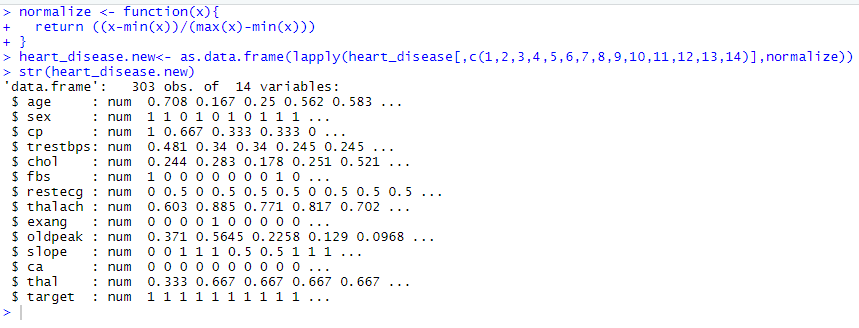 > normalize <- function(x){
+   return ((x-min(x))/(max(x)-min(x)))
+ }
> heart_disease.new<- as.data.frame(lapply(heart_disease[,c(1,2,3,4,5,6,7,8,9,10,11,12,13,14)],normalize))
> str(heart_disease.new)
'data.frame':   303 obs. of  14 variables:
 $ age     : num  0.708 0.167 0.25 0.562 0.583 ...
 $ sex     : num  1 1 0 1 0 1 0 1 1 1 ...
 $ cp      : num  1 0.667 0.333 0.333 0 ...
 $ trestbps: num  0.481 0.34 0.34 0.245 0.245 ...
 $ chol    : num  0.244 0.283 0.178 0.251 0.521 ...
 $ fbs     : num  1 0 0 0 0 0 0 0 1 0 ...
 $ restecg : num  0 0.5 0 0.5 0.5 0.5 0 0.5 0.5 0.5 ...
 $ thalach : num  0.603 0.885 0.771 0.817 0.702 ...
 $ exang   : num  0 0 0 0 1 0 0 0 0 0 ...
 $ oldpeak : num  0.371 0.5645 0.2258 0.129 0.0968 ...
 $ slope   : num  0 0 1 1 1 0.5 0.5 1 1 1 ...
 $ ca      : num  0 0 0 0 0 0 0 0 0 0 ...
 $ thal    : num  0.333 0.667 0.667 0.667 0.667 ...
 $ target  : num  1 1 1 1 1 1 1 1 1 1 ...
>